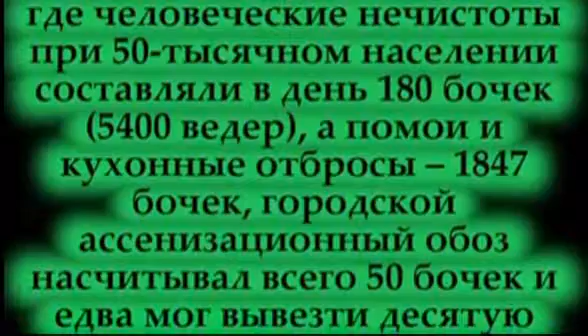 где человеческие нечистоты
при 50-тысячном населении
составляли в день 180 бочек
(5400 ведер), а помои и
кухонные отбросы – 1847
бочек, городской
ассенизационный обоз
насчитывал всего 50 бочек и
едва мог вывезти десятую